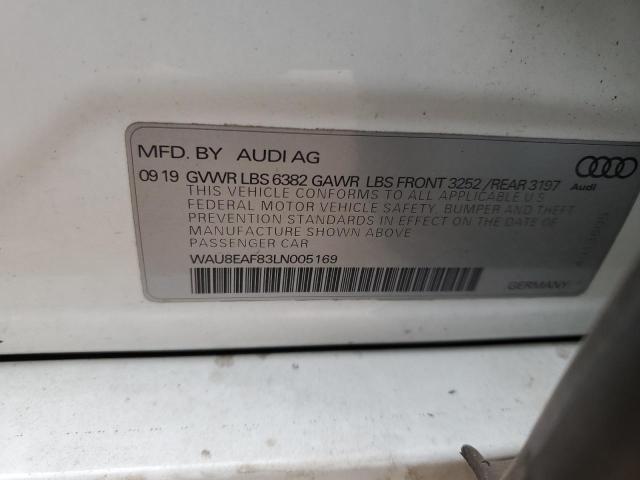 MFD. BY AUDI AG
09 19 GVWR LBS 6382 GAWR LBS FRONT 3252 / REAR 3197
Audi
THIS VEHICLE CONFORMS TO ALL APPLICABLE U S
FEDERAL MOTOR VEHICLE SAFETY, BUMPER AND THEFT
PREVENTION STANDARDS IN EFFECT ON THE DATE OF
MANUFACTURE SHOWN ABOVE
PASSENGER CAR
WAU8EAF83LN005169
GERMANY